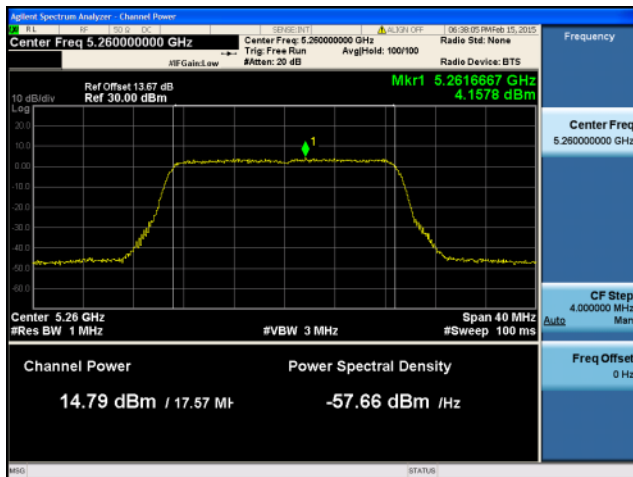 Agilent Spectrum Analyzer - Channel Power
RL RF 50 Ω DC SENSE:INT ALIGN OFF 06:38:05 PM Feb 15, 2015
Center Freq 5.260000000 GHz
Center Freq: 5.260000000 GHz Radio Std: None
Trig: Free Run Avg|Hold: 100/100
#IFGain:Low #Atten: 20 dB Radio Device: BTS
Frequency
Ref Offset 13.67 dB
10 dB/div Ref 30.00 dBm
Log
Mkr1 5.2616667 GHz
4.1578 dBm
20.0
10.0
0.00
-10.0
-20.0
-30.0
-40.0
-50.0
-60.0
1
Center Freq
5.260000000 GHz
Center 5.26 GHz Span 40 MHz
#Res BW 1 MHz #VBW 3 MHz #Sweep 100 ms
CF Step
4.000000 MHz
Auto Man
Channel Power Power Spectral Density
14.79 dBm / 17.57 MH -57.66 dBm /Hz
Freq Offset
0 Hz
MSG STATUS